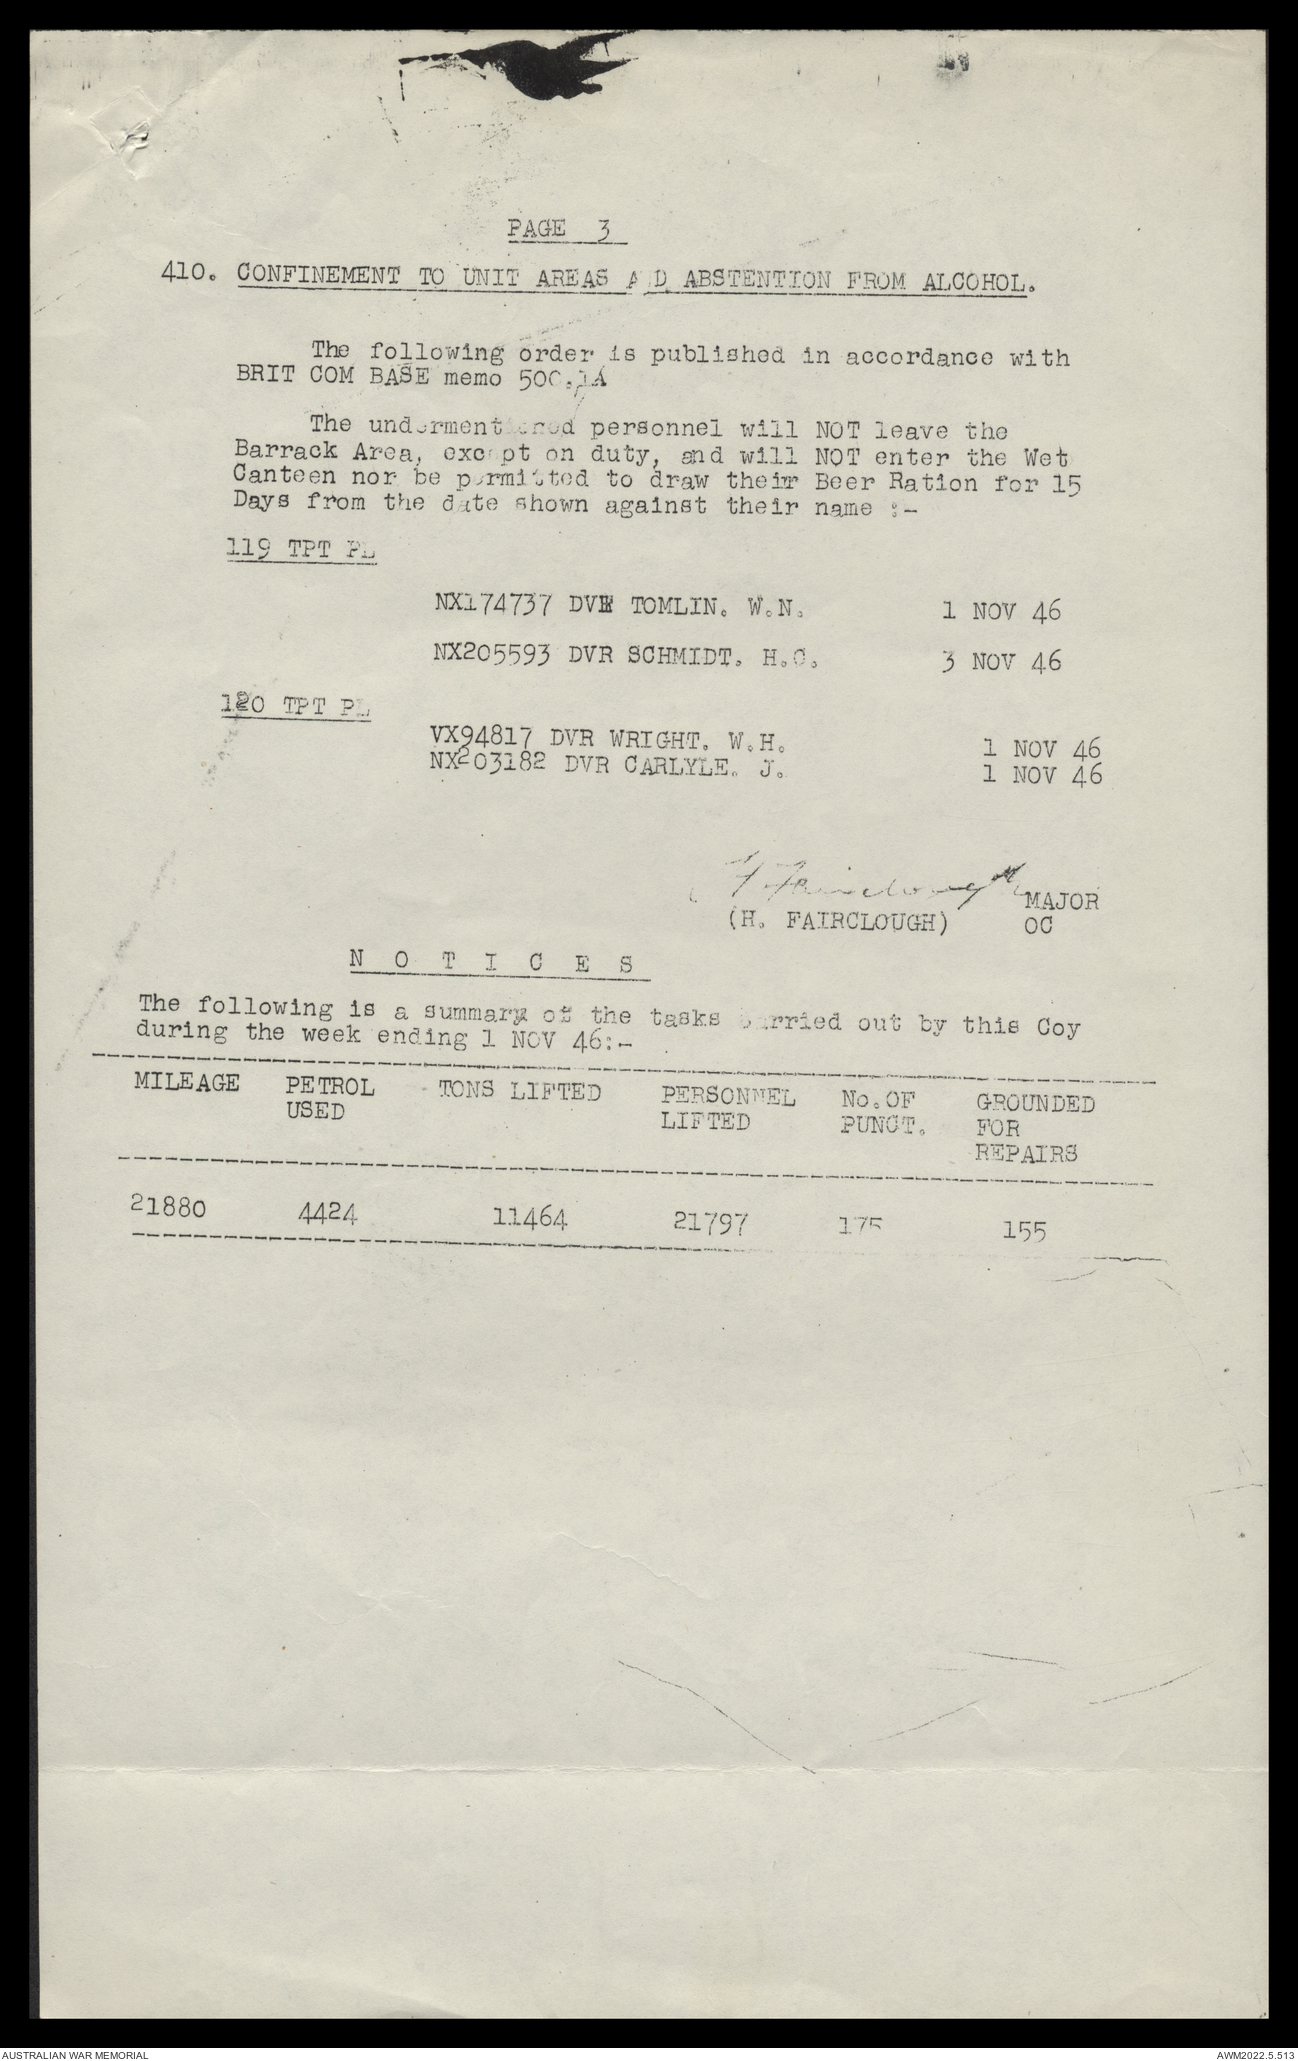 PAGE 3
410. CONFINEMENT TO UNIT AREAS A D ABSTENTION FROM ALCOHOL.
The following order is published in accordance with
BRIT COM BASE memo 500.1A
The undermentioned personnel will NOT leave the
Barrack Area, except on duty, and will NOT enter the Wet
Canteen nor be permitted to draw their Beer Ration for 15
Days from the date shown against their name :-
119 TPT PL
NX174737 DVR TOMLIN. W.N. 1 NOV 46
NX205593 DVR SCHMIDT. H.C. 3 NOV 46
120 TPT PL
VX94817 DVR WRIGHT. W.H. 1 NOV 46
NX203182 DVR CARLYLE. J. 1 NOV 46
H Fairclough MAJOR
(H. FAIRCLOUGH) OC
N O T I C E S
The following is a summary of the tasks carried out by this Coy
during the week ending 1 NOV 46:-
MILEAGE PETROL USED TONS LIFTED PERSONNEL LIFTED No.OF PUNCT. GROUNDED FOR REPAIRS
21880 4424 11464 21797 175 155
AUSTRALIAN WAR MEMORIAL AWM2022.5.513